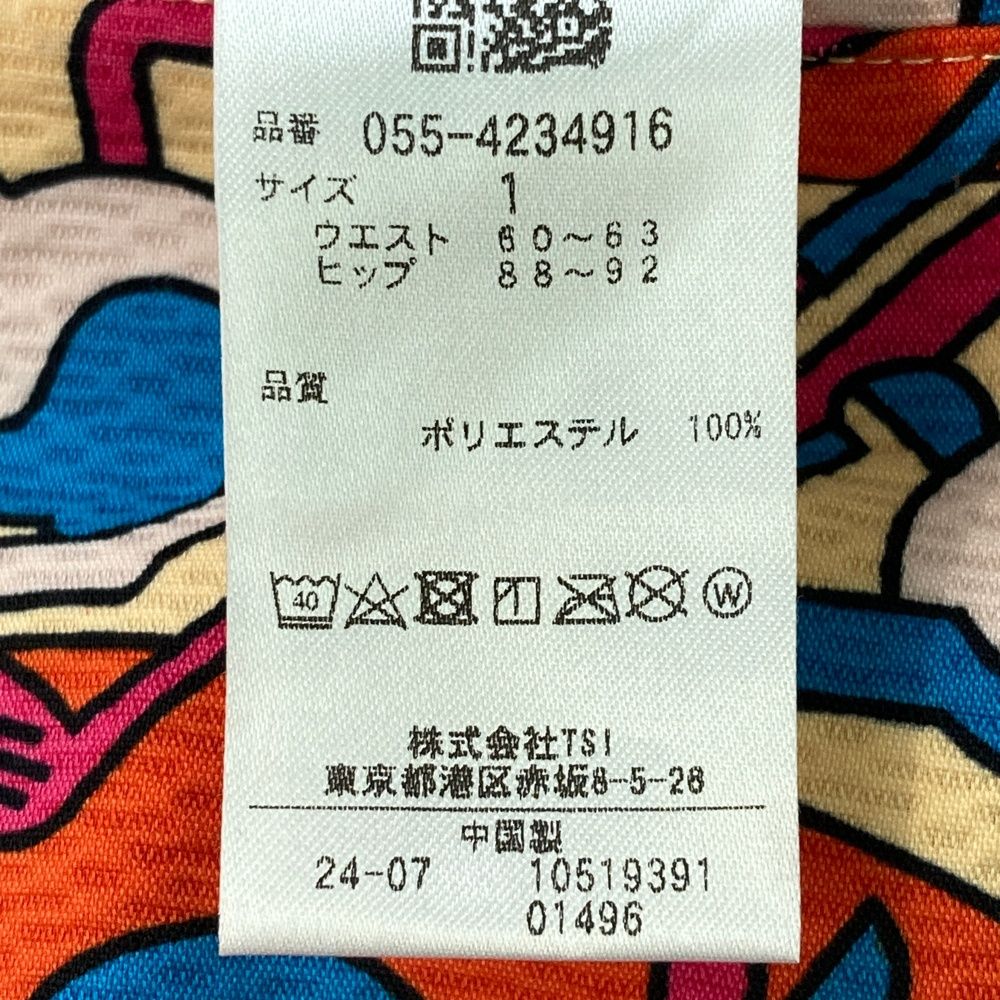 品番 055-4234916
サイズ 1
ウエスト 60~63
ヒップ 88~92
品質
ポリエステル 100%
40 W
株式会社TSI
東京都港区赤坂8-5-28
中国製
24-07 10519391
01496